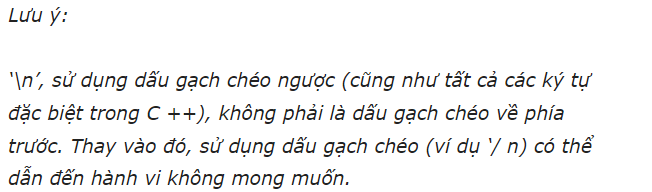 Lưu ý:
‘\n’, sử dụng dấu gạch chéo ngược (cũng như tất cả các ký tự
đặc biệt trong C ++), không phải là dấu gạch chéo về phía
trước. Thay vào đó, sử dụng dấu gạch chéo (ví dụ ‘/ n) có thể
dẫn đến hành vi không mong muốn.